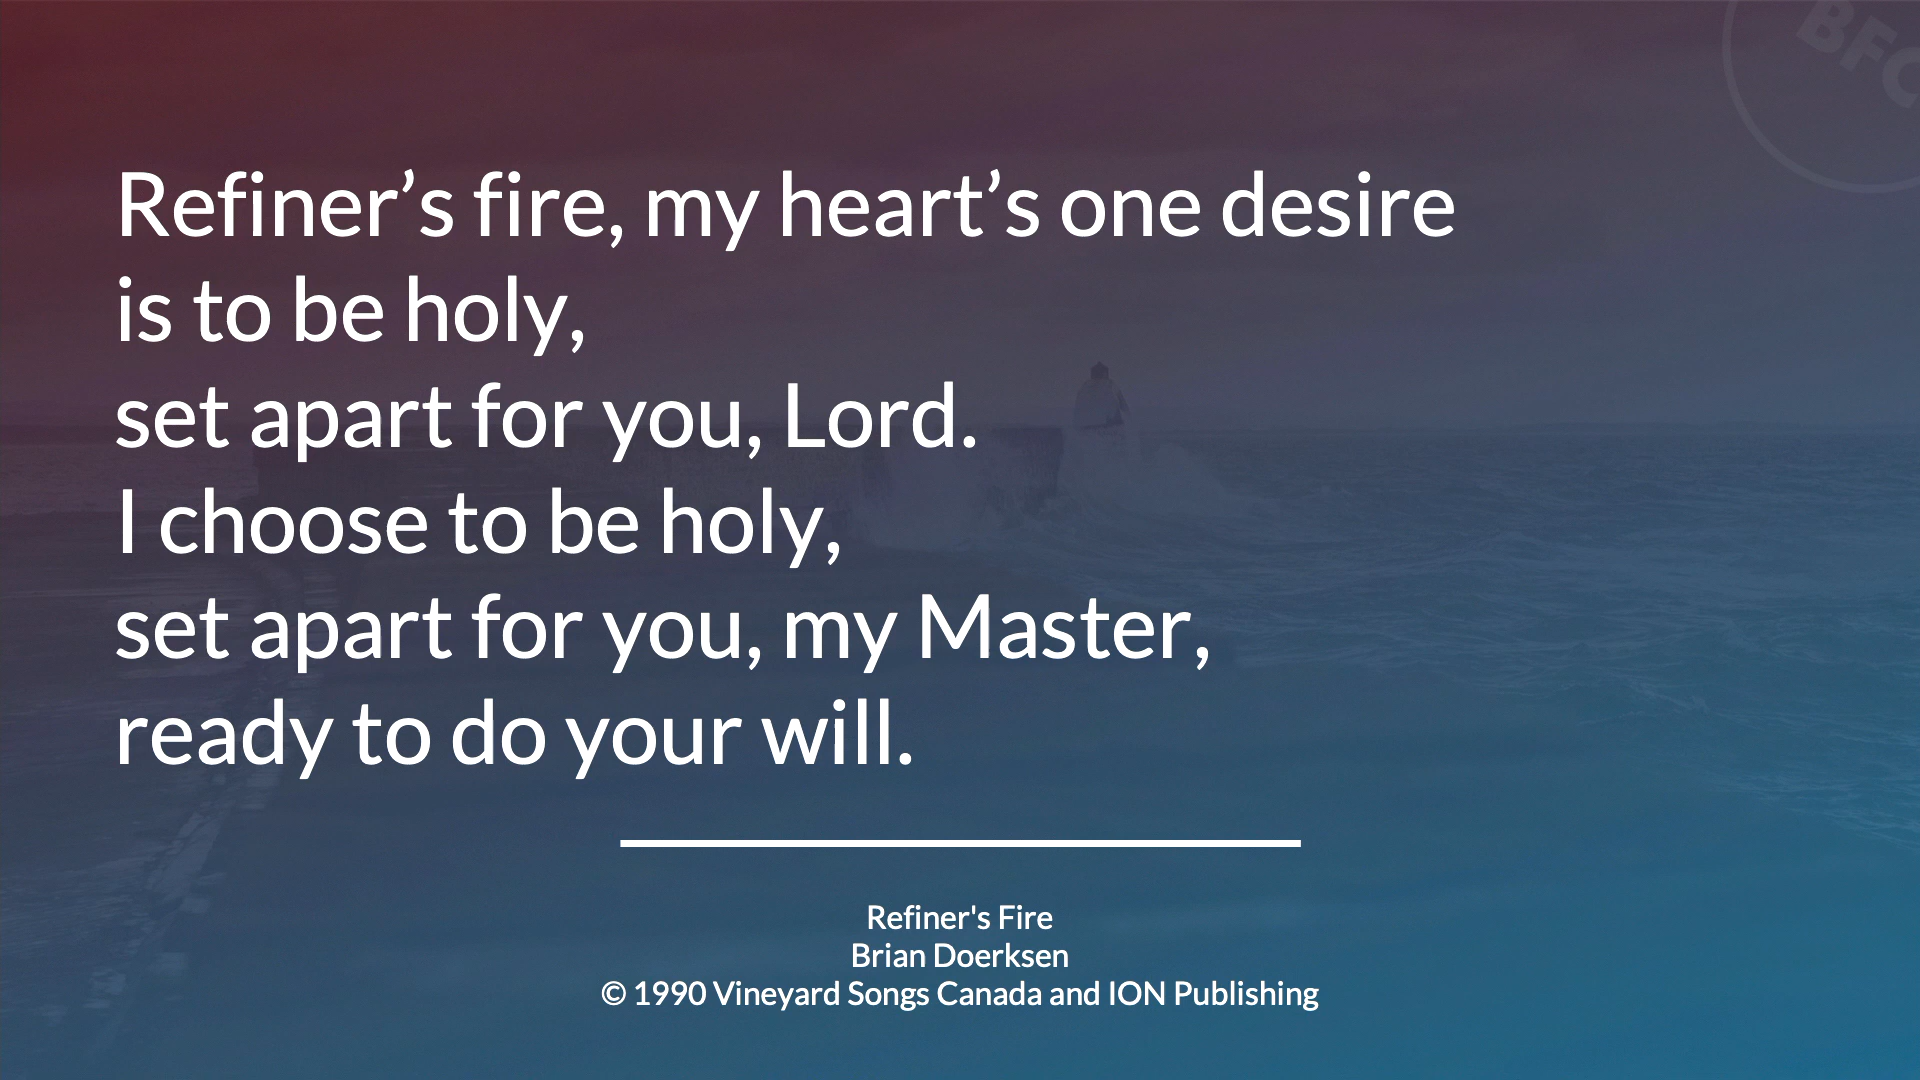 BFC
Refiner’s fire, my heart’s one desire
is to be holy,
set apart for you, Lord.
I choose to be holy,
set apart for you, my Master,
ready to do your will.
Refiner's Fire
Brian Doerksen
© 1990 Vineyard Songs Canada and ION Publishing